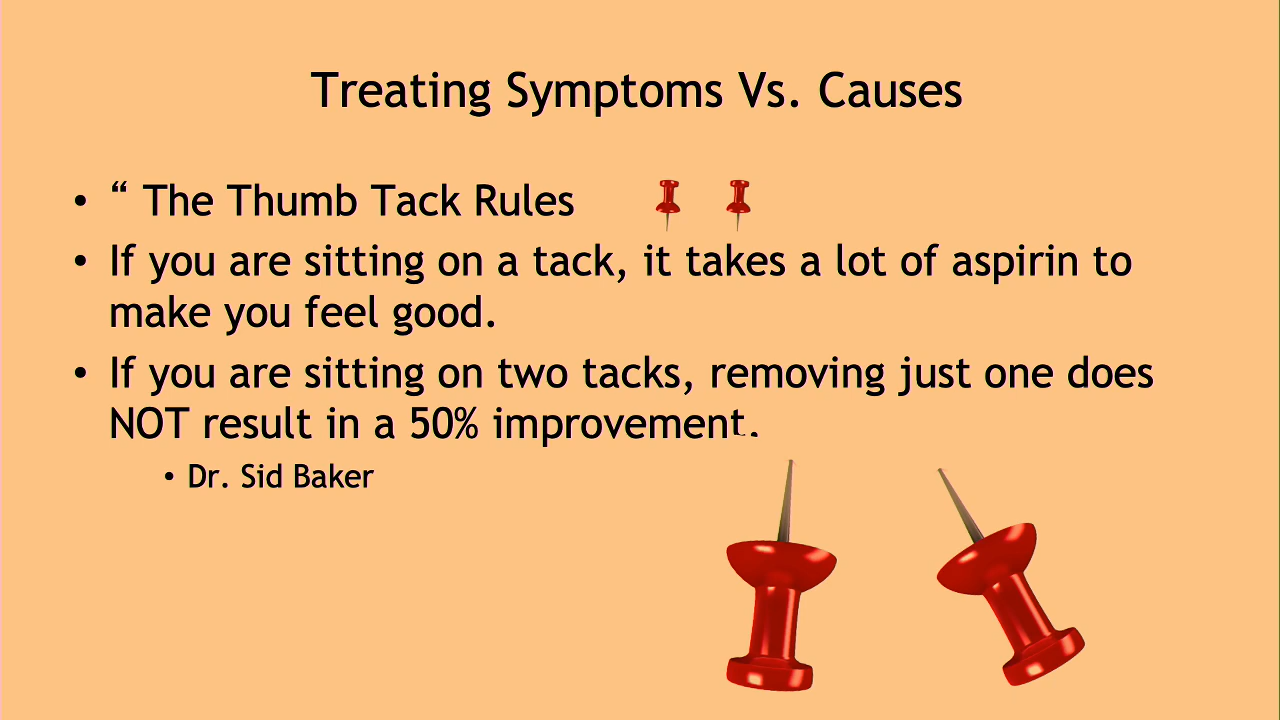 Treating Symptoms Vs. Causes
• “ The Thumb Tack Rules
• If you are sitting on a tack, it takes a lot of aspirin to
make you feel good.
• If you are sitting on two tacks, removing just one does
NOT result in a 50% improvement.
• Dr. Sid Baker